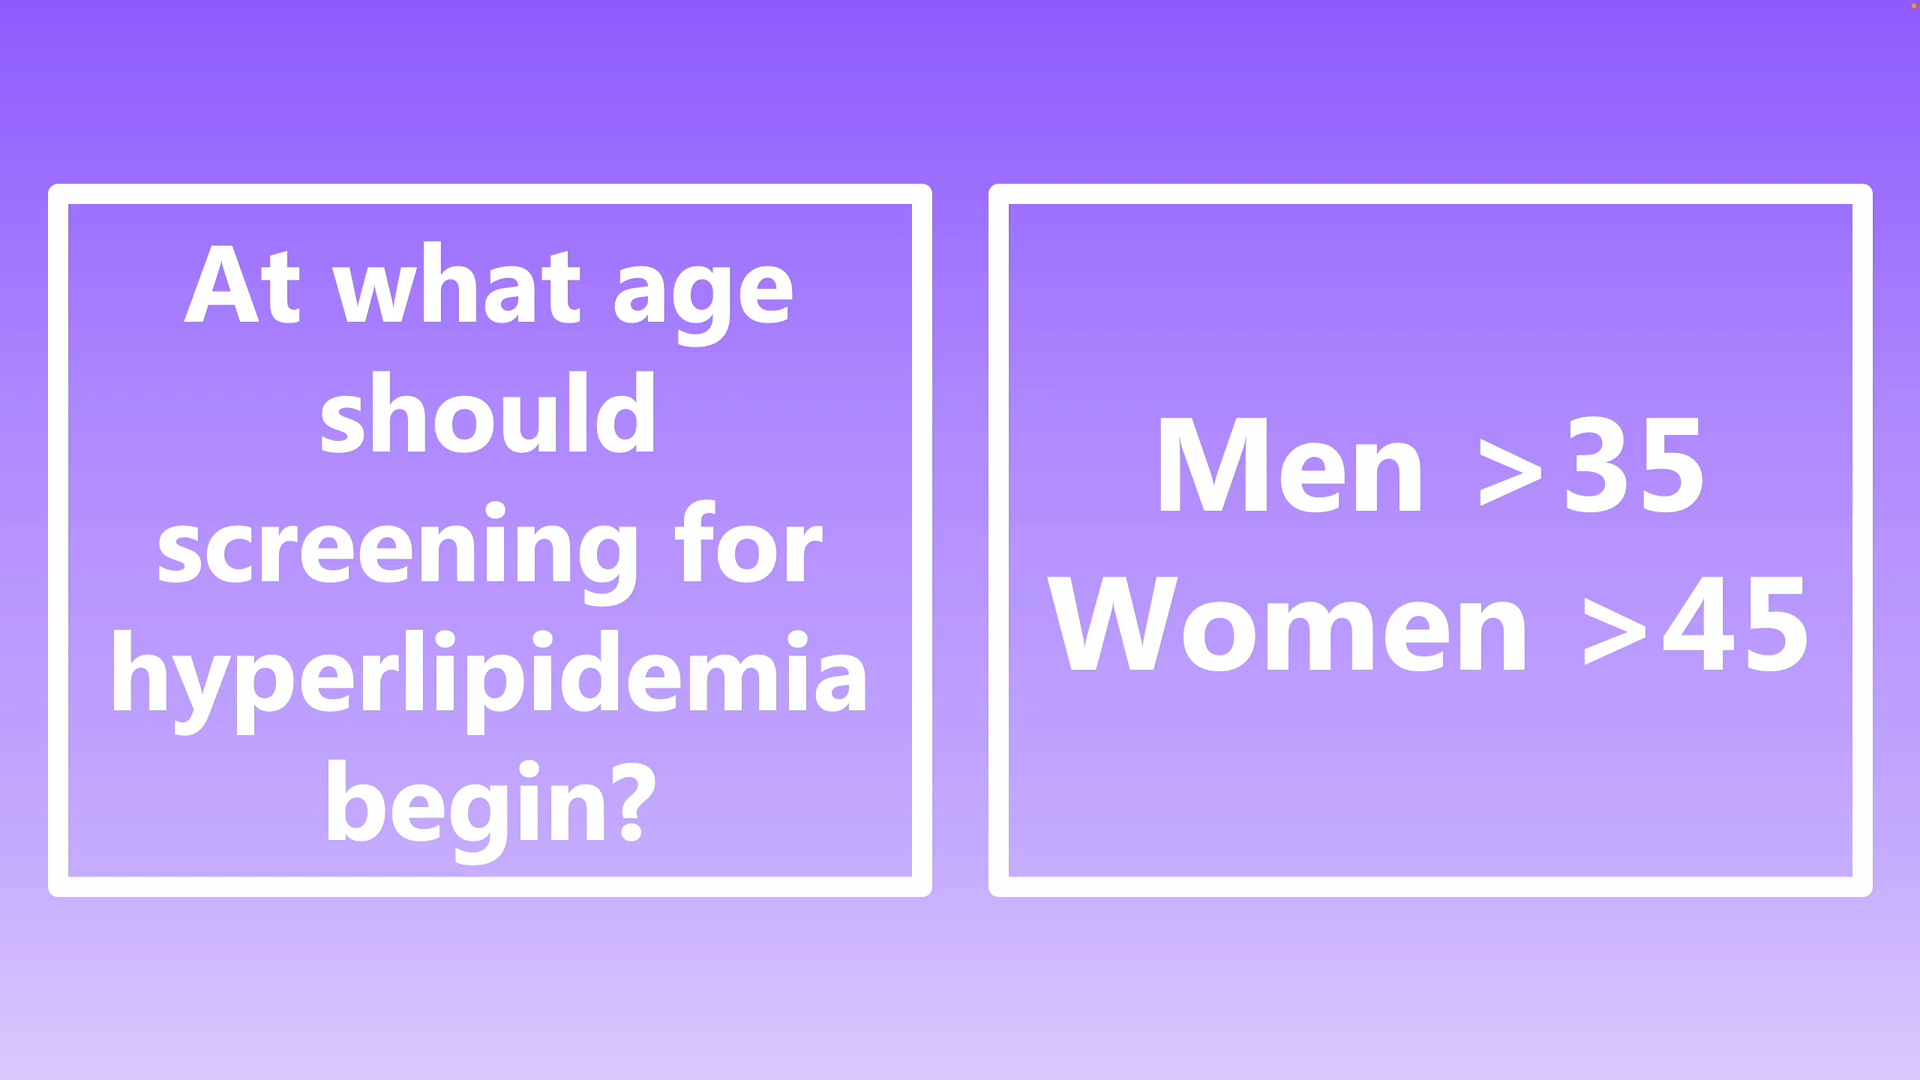 At what age
should
screening for
hyperlipidemia
begin?
Men >35
Women >45